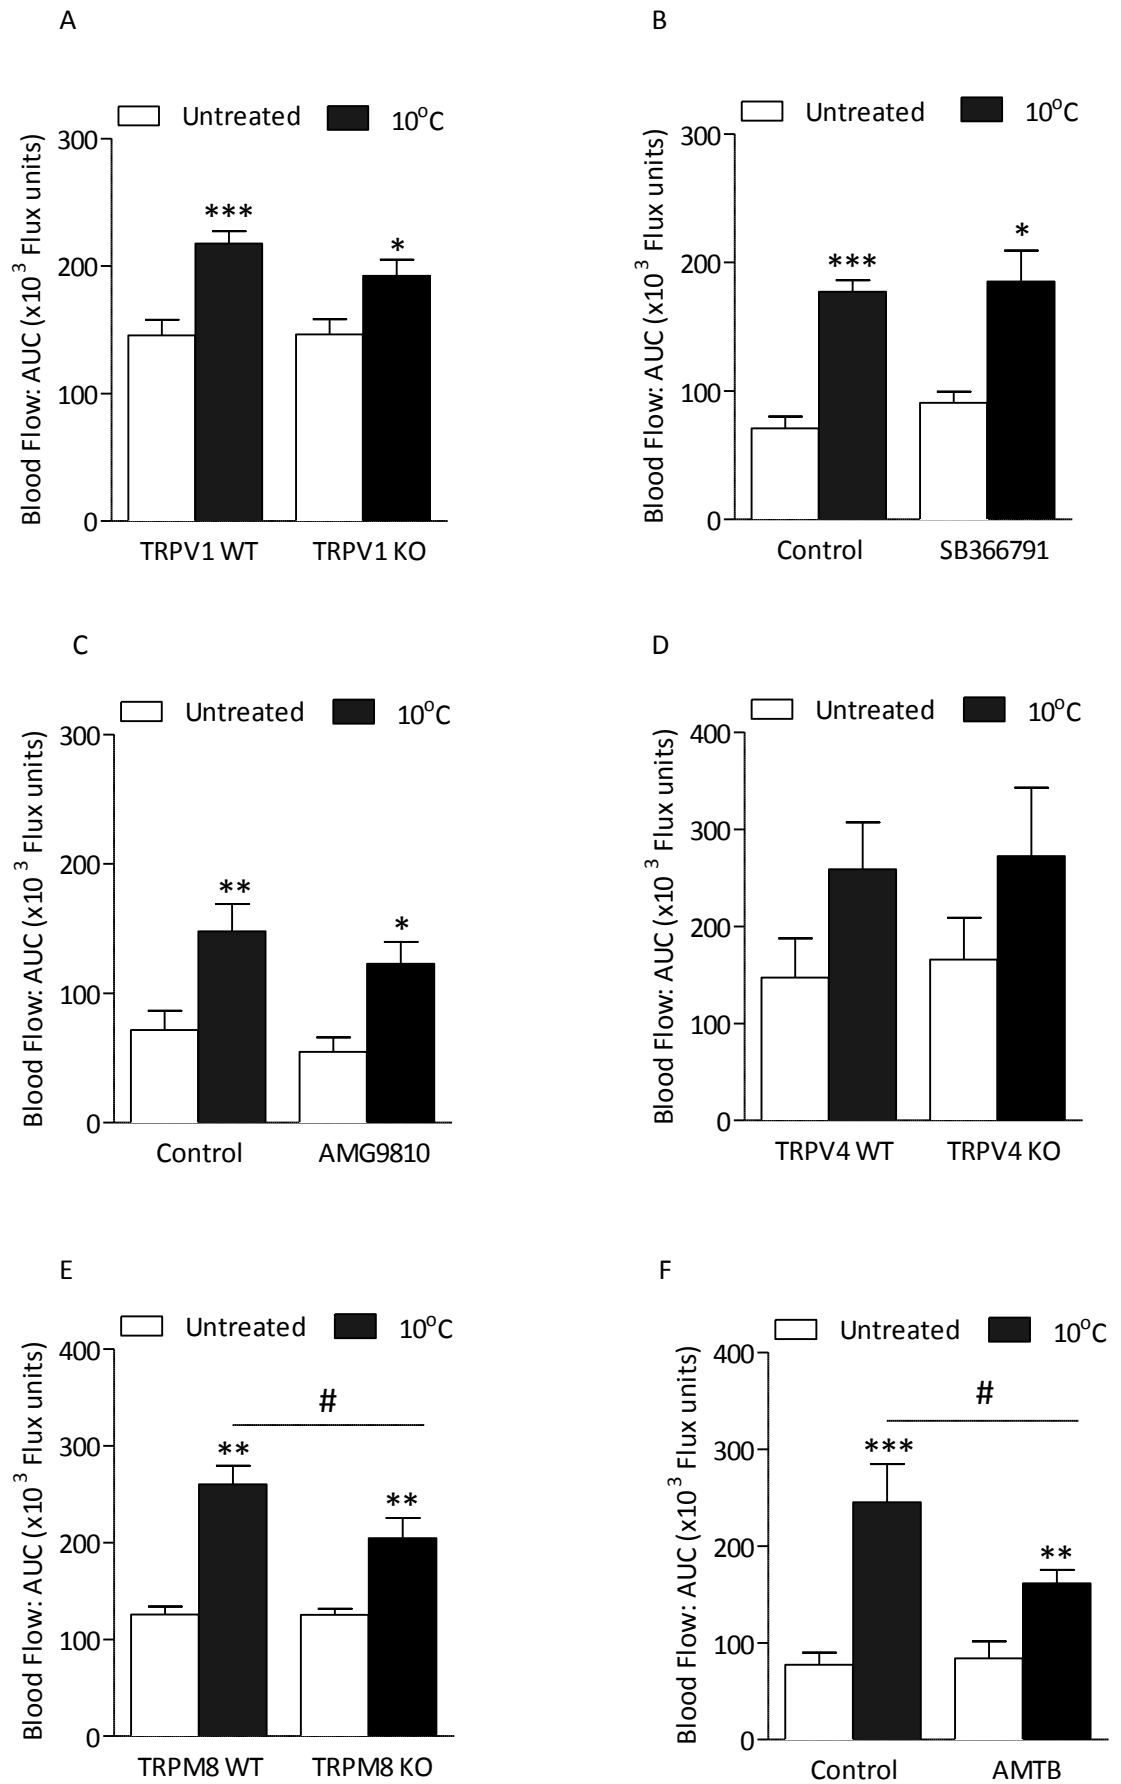 A
Untreated 10°C
Blood Flow: AUC (x10³ Flux units)
300
200
100
0
***
*
TRPV1 WT TRPV1 KO
B
Untreated 10°C
Blood Flow: AUC (x10³ Flux units)
300
200
100
0
***
*
Control SB366791
C
Untreated 10°C
Blood Flow: AUC (x10³ Flux units)
300
200
100
0
**
*
Control AMG9810
D
Untreated 10°C
Blood Flow: AUC (x10³ Flux units)
400
300
200
100
0
TRPV4 WT TRPV4 KO
E
Untreated 10°C
Blood Flow: AUC (x10³ Flux units)
400
300
200
100
0
#
**
**
TRPM8 WT TRPM8 KO
F
Untreated 10°C
Blood Flow: AUC (x10³ Flux units)
400
300
200
100
0
#
***
**
Control AMTB